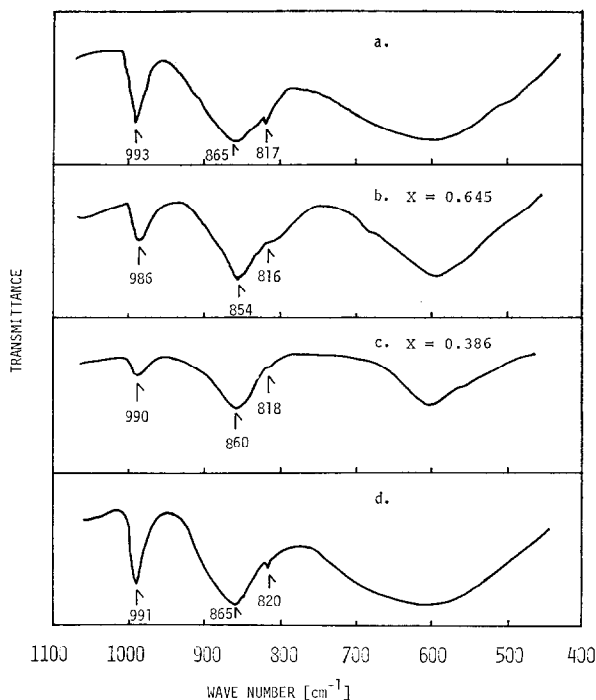 a.
993
865
817
b. X = 0.645
986
854
816
c. X = 0.386
990
860
818
d.
991
865
820
TRANSMITTANCE
1100 1000 900 800 700 600 500 400
WAVE NUMBER [cm⁻¹]